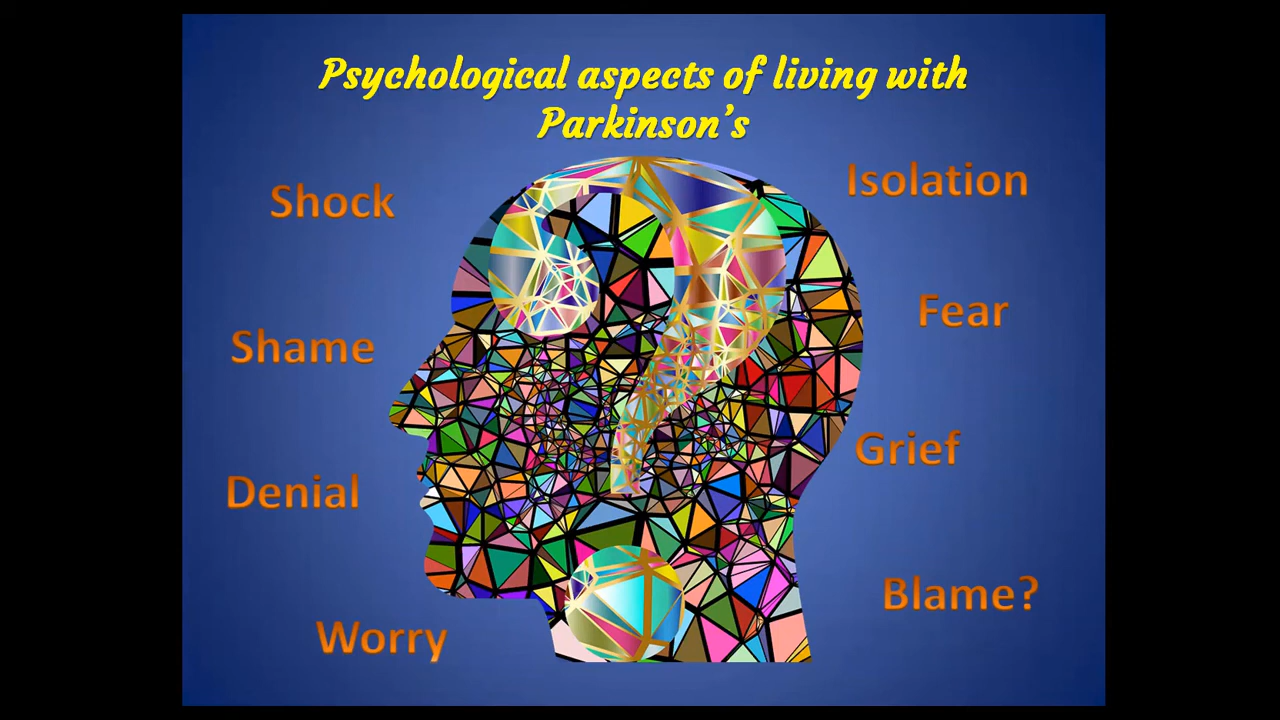 Psychological aspects of living with
Parkinson's
Shock
Isolation
Fear
Shame
Grief
Denial
Blame?
Worry